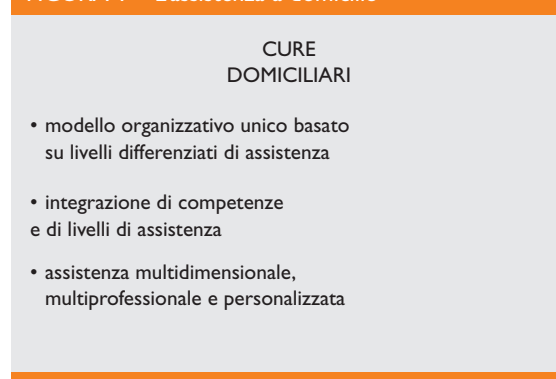 CURE
DOMICILIARI
• modello organizzativo unico basato
su livelli differenziati di assistenza
• integrazione di competenze
e di livelli di assistenza
• assistenza multidimensionale,
multiprofessionale e personalizzata